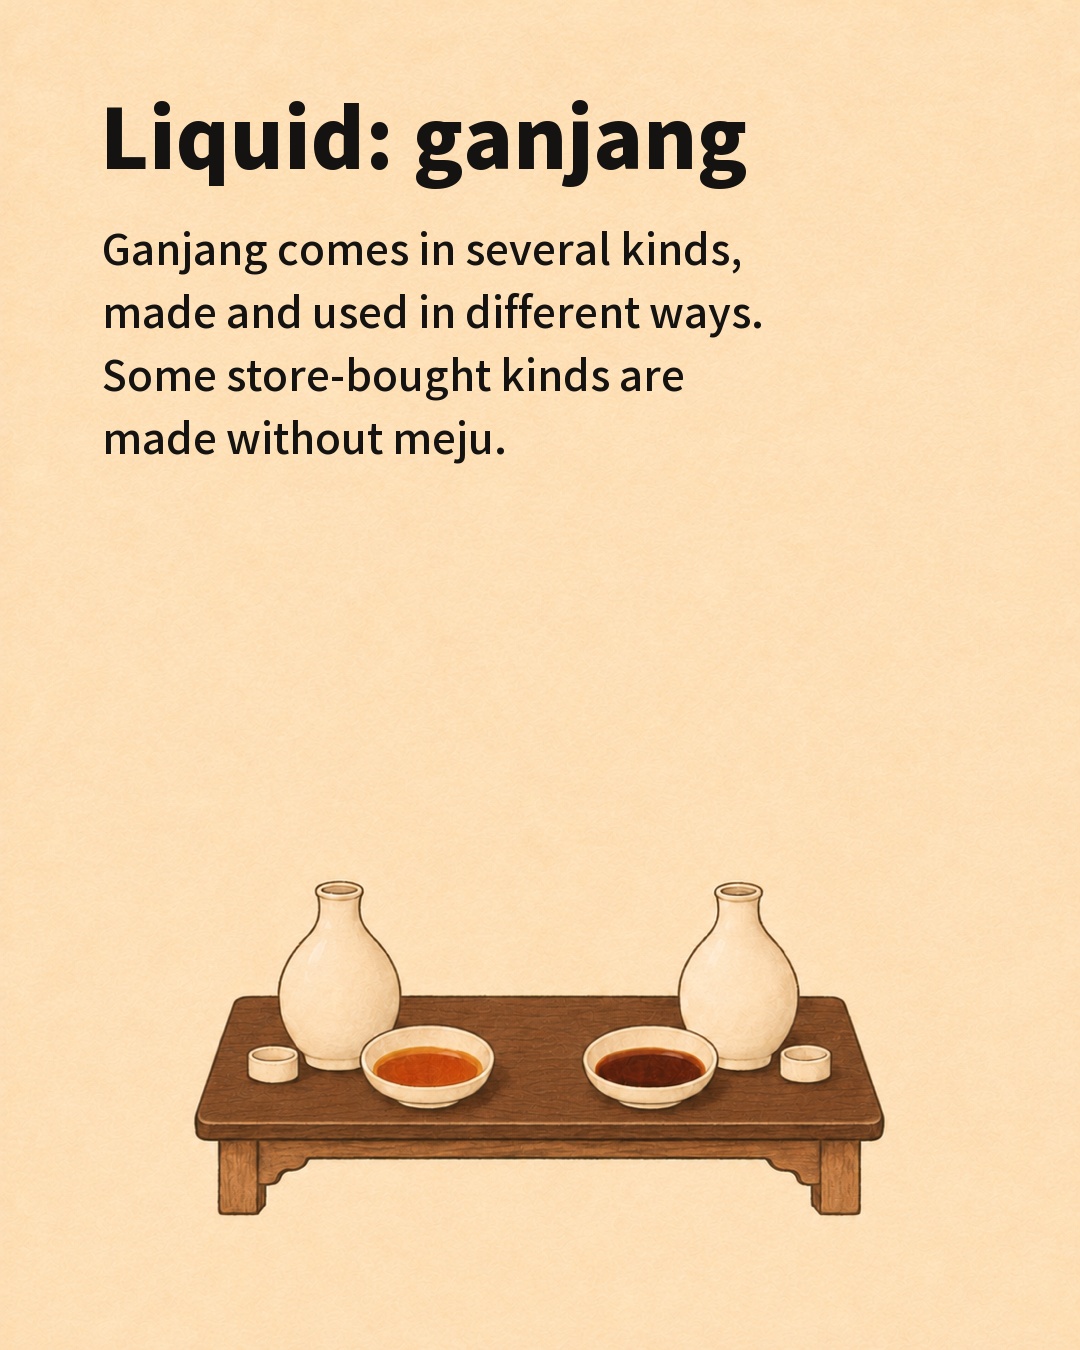 Liquid: ganjang
Ganjang comes in several kinds,
made and used in different ways.
Some store-bought kinds are
made without meju.